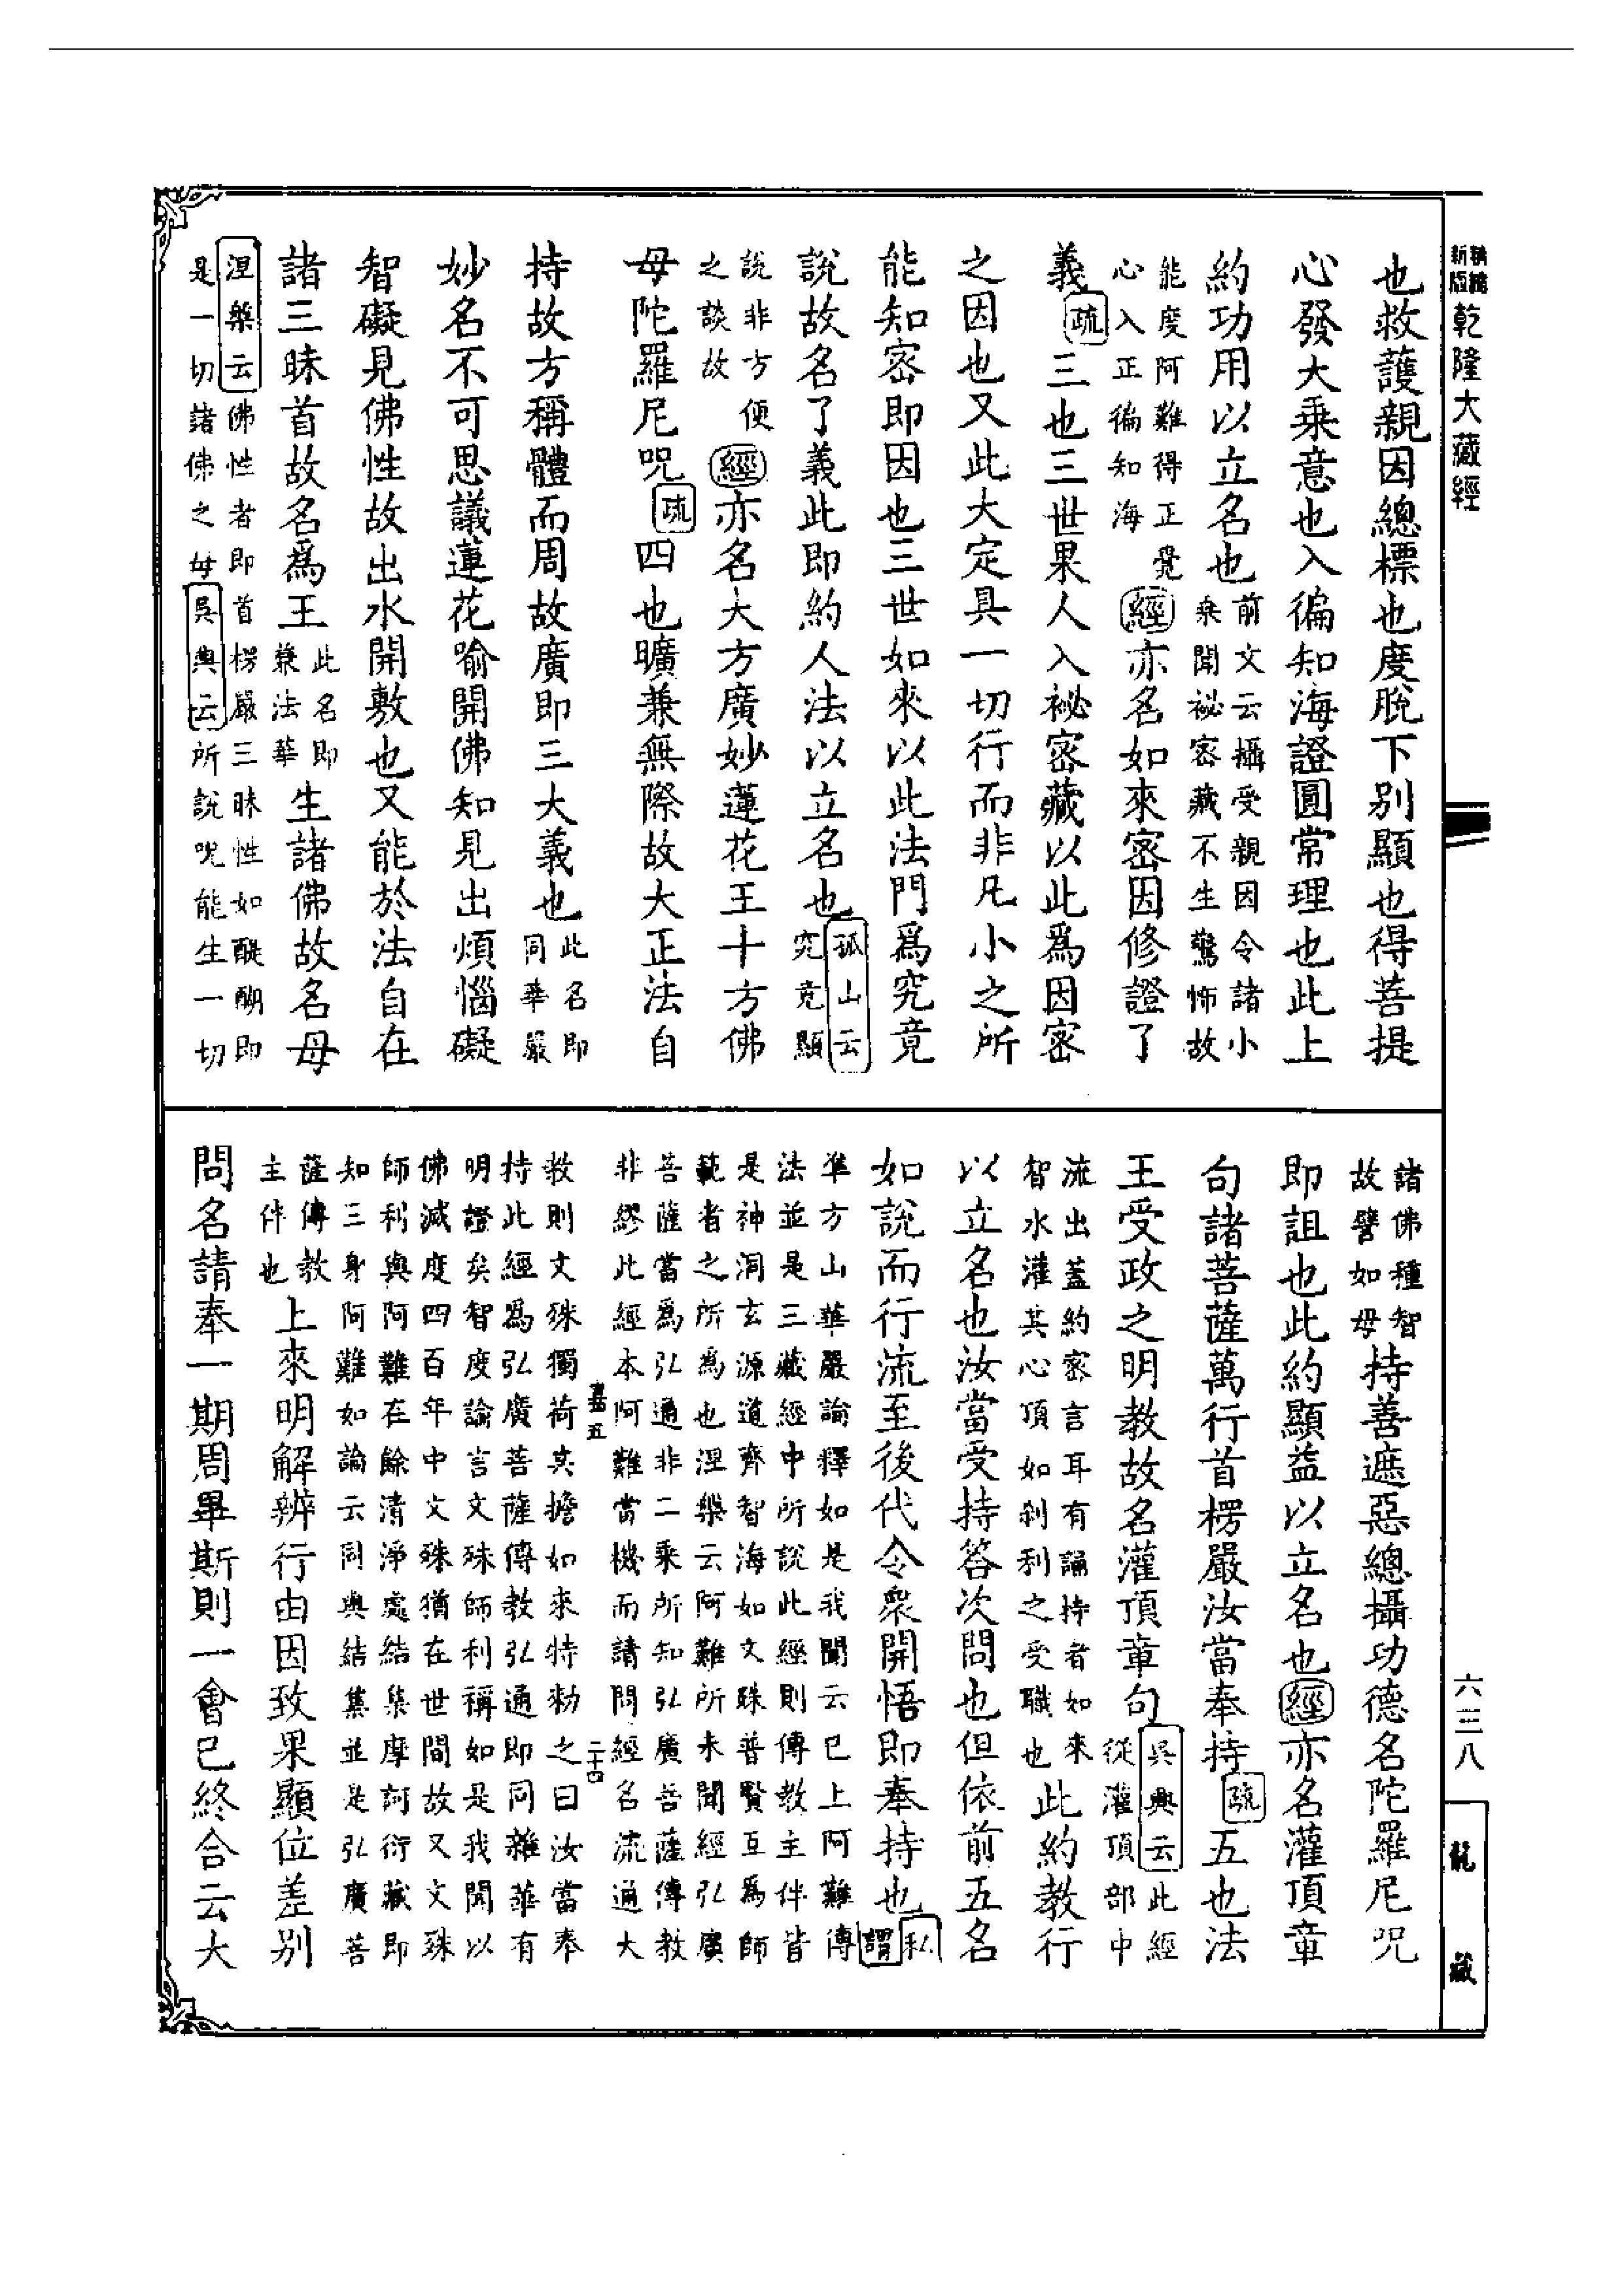 新版
乾隆大藏經
也救護親因總標也度脫下別顯也得菩提
心發大乘意也入徧知海證圓常理也此上
約功用以立名也前文云攝受親因令諸小
乘聞祕密藏不生驚怖故
能度阿難得正覺
心入正徧知海
經亦名如來密因修證了
義疏三也三世果人入祕密藏以此為因密
之因也又此大定具一切行而非凡小之所
能知密即因也三世如來以此法門為究竟
說故名了義此即約人法以立名也孤山云
究竟顯
說非方便
之談故
經亦名大方廣妙蓮花王十方佛
母陀羅尼呪疏四也曠兼無際故大正法自
持故方稱體而周故廣即三大義也此名即
同華嚴
妙名不可思議蓮花喻開佛知見出煩惱礙
智礙見佛性故出水開敷也又能於法自在
諸三昧首故名為王此名即
兼法華
生諸佛故名母
涅槃云佛性者即首楞嚴三昧性如醍醐即
是一切諸佛之母吳興云所說呪能生一切
諸佛種智
故譬如母
持善遮惡總攝功德名陀羅尼呪
即詛也此約顯益以立名也經亦名灌頂章
句諸菩薩萬行首楞嚴汝當奉持疏五也法
王受政之明教故名灌頂章句吳興云此經
從灌頂部中
流出蓋約密言耳有誦持者如來
智水灌其心頂如剎利之受職也
此約教行
以立名也汝當受持答次問也但依前五名
如說而行流至後代令眾開悟即奉持也私
謂
準方山華嚴論釋如是我聞云已上阿難傳
法並是三藏經中所說此經則傳教主伴皆
是神洞玄源道齊智海如文殊普賢互為師
範者之所為也涅槃云阿難所未聞經弘廣
菩薩當為弘通非二乘所知弘廣菩薩傳教
非繆此經本阿難當機而請問經名流通大
嘉五
二十四
教則文殊獨荷其擔如來特勑之曰汝當奉
持此經為弘廣菩薩傳教弘通即同雜華有
明證矣智度論言文殊師利稱如是我聞以
佛滅度四百年中文殊猶在世間故又文殊
師利與阿難在餘清淨處結集摩訶衍藏即
知三身阿難如論云同與結集並是弘廣菩
薩傳教
主伴也
上來明解辨行由因致果顯位差別
問名請奉一期周畢斯則一會已終合云大
六三八
龍藏